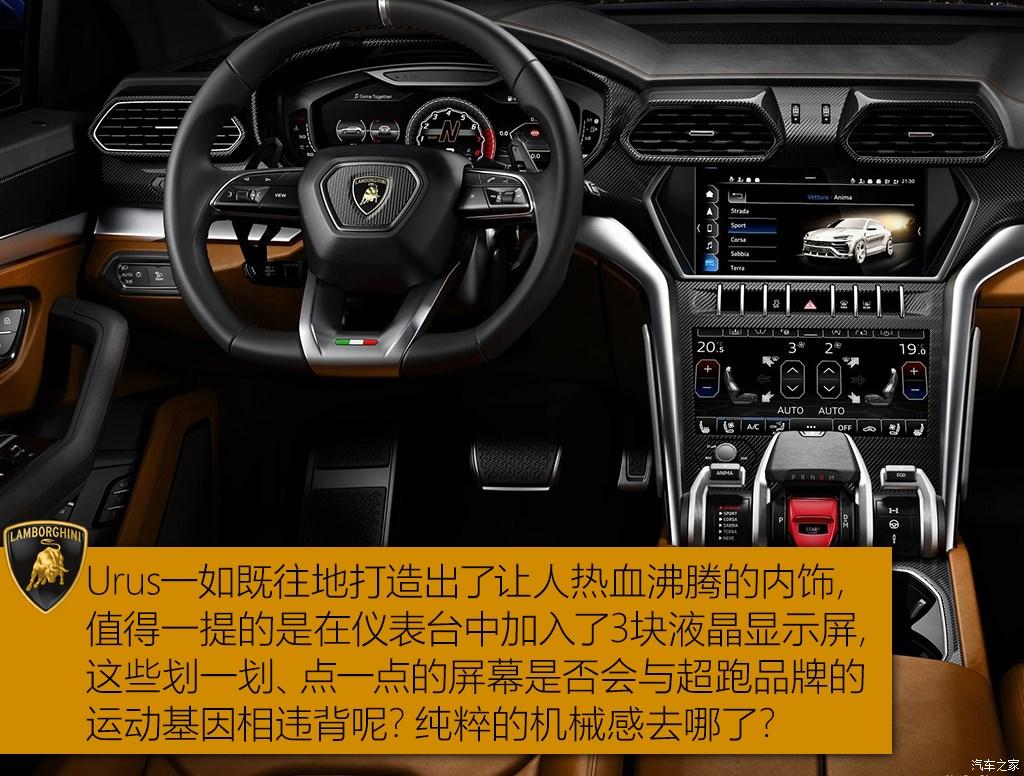 Come Together
N
LAMBORGHINI
VIEW
AUTO
21:30
Vettura · Anima
Strada
Sport
Corsa
Sabbia
Terra
20.5
3
2
19.0
AUTO AUTO
A/C
OFF
ANIMA
EGO
P R N D M
STRADA
SPORT
CORSA
SABBIA
TERRA
NEVE
P
START
D
M
LAMBORGHINI
Urus一如既往地打造出了让人热血沸腾的内饰,
值得一提的是在仪表台中加入了3块液晶显示屏,
这些划一划、点一点的屏幕是否会与超跑品牌的
运动基因相违背呢? 纯粹的机械感去哪了?
汽车之家